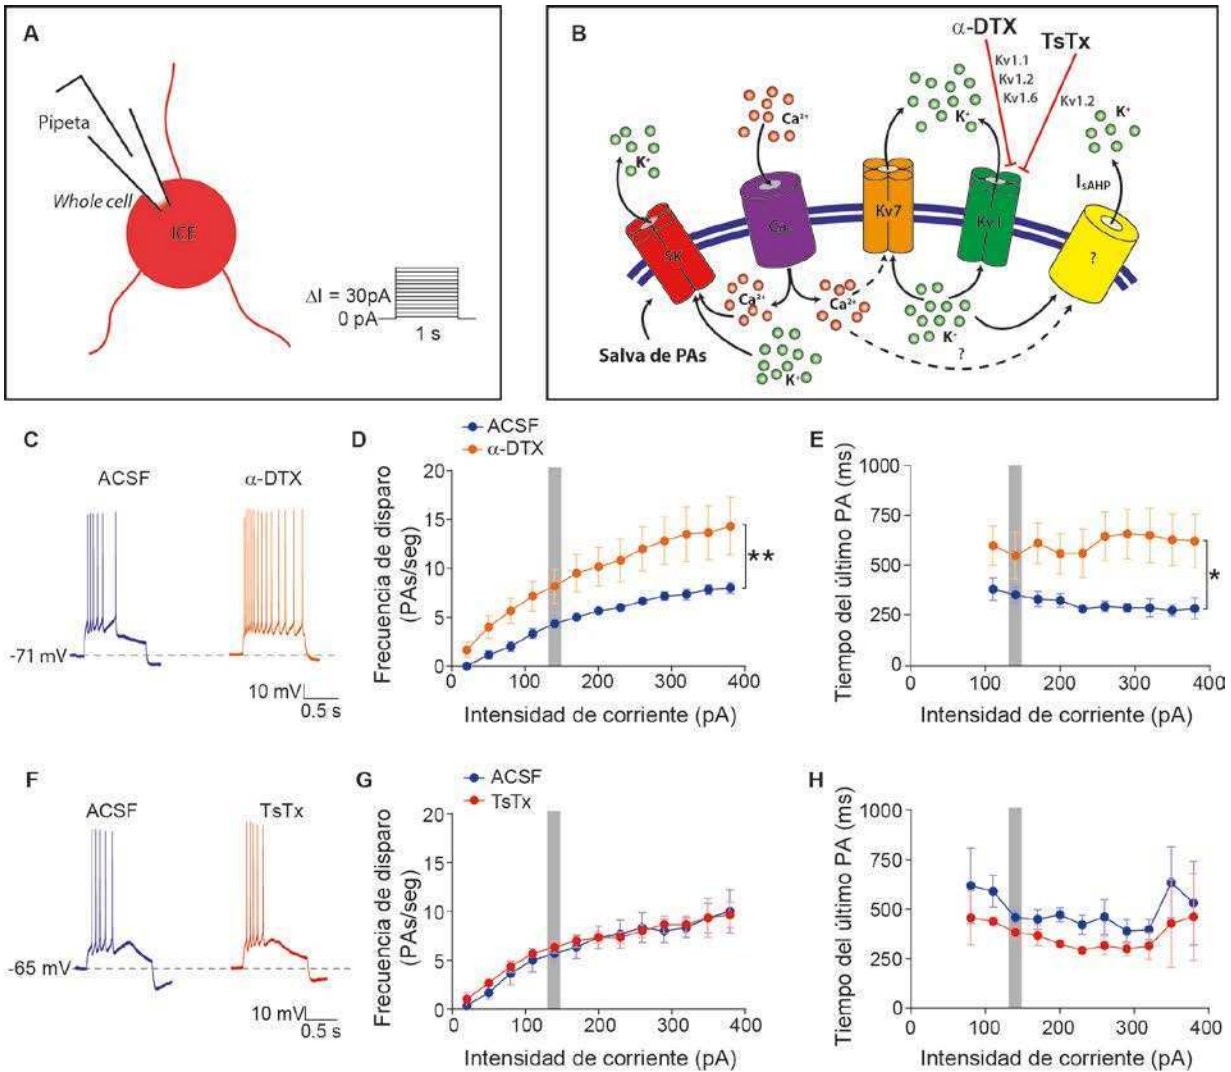 A
Pipeta
Whole cell
ICE
ΔI = 30pA
0 pA
1 s
B
α-DTX
TsTx
Kv1.1
Kv1.2
Kv1.6
Kv1.2
K⁺
Ca²⁺
K⁺
K⁺
I_sAHP
SK
Kv7
Kv1
?
Ca²⁺
Ca²⁺
K⁺
?
Salva de PAs
K⁺
C
ACSF
α-DTX
-71 mV
10 mV
0.5 s
D
ACSF
α-DTX
Frecuencia de disparo
(PAs/seg)
20
15
10
5
0
**
0
100
200
300
400
Intensidad de corriente (pA)
E
Tiempo del último PA (ms)
1000
750
500
250
0
*
0
100
200
300
400
Intensidad de corriente (pA)
F
ACSF
TsTx
-65 mV
10 mV
0.5 s
G
ACSF
TsTx
Frecuencia de disparo
(PAs/seg)
20
15
10
5
0
0
100
200
300
400
Intensidad de corriente (pA)
H
Tiempo del último PA (ms)
1000
750
500
250
0
0
100
200
300
400
Intensidad de corriente (pA)